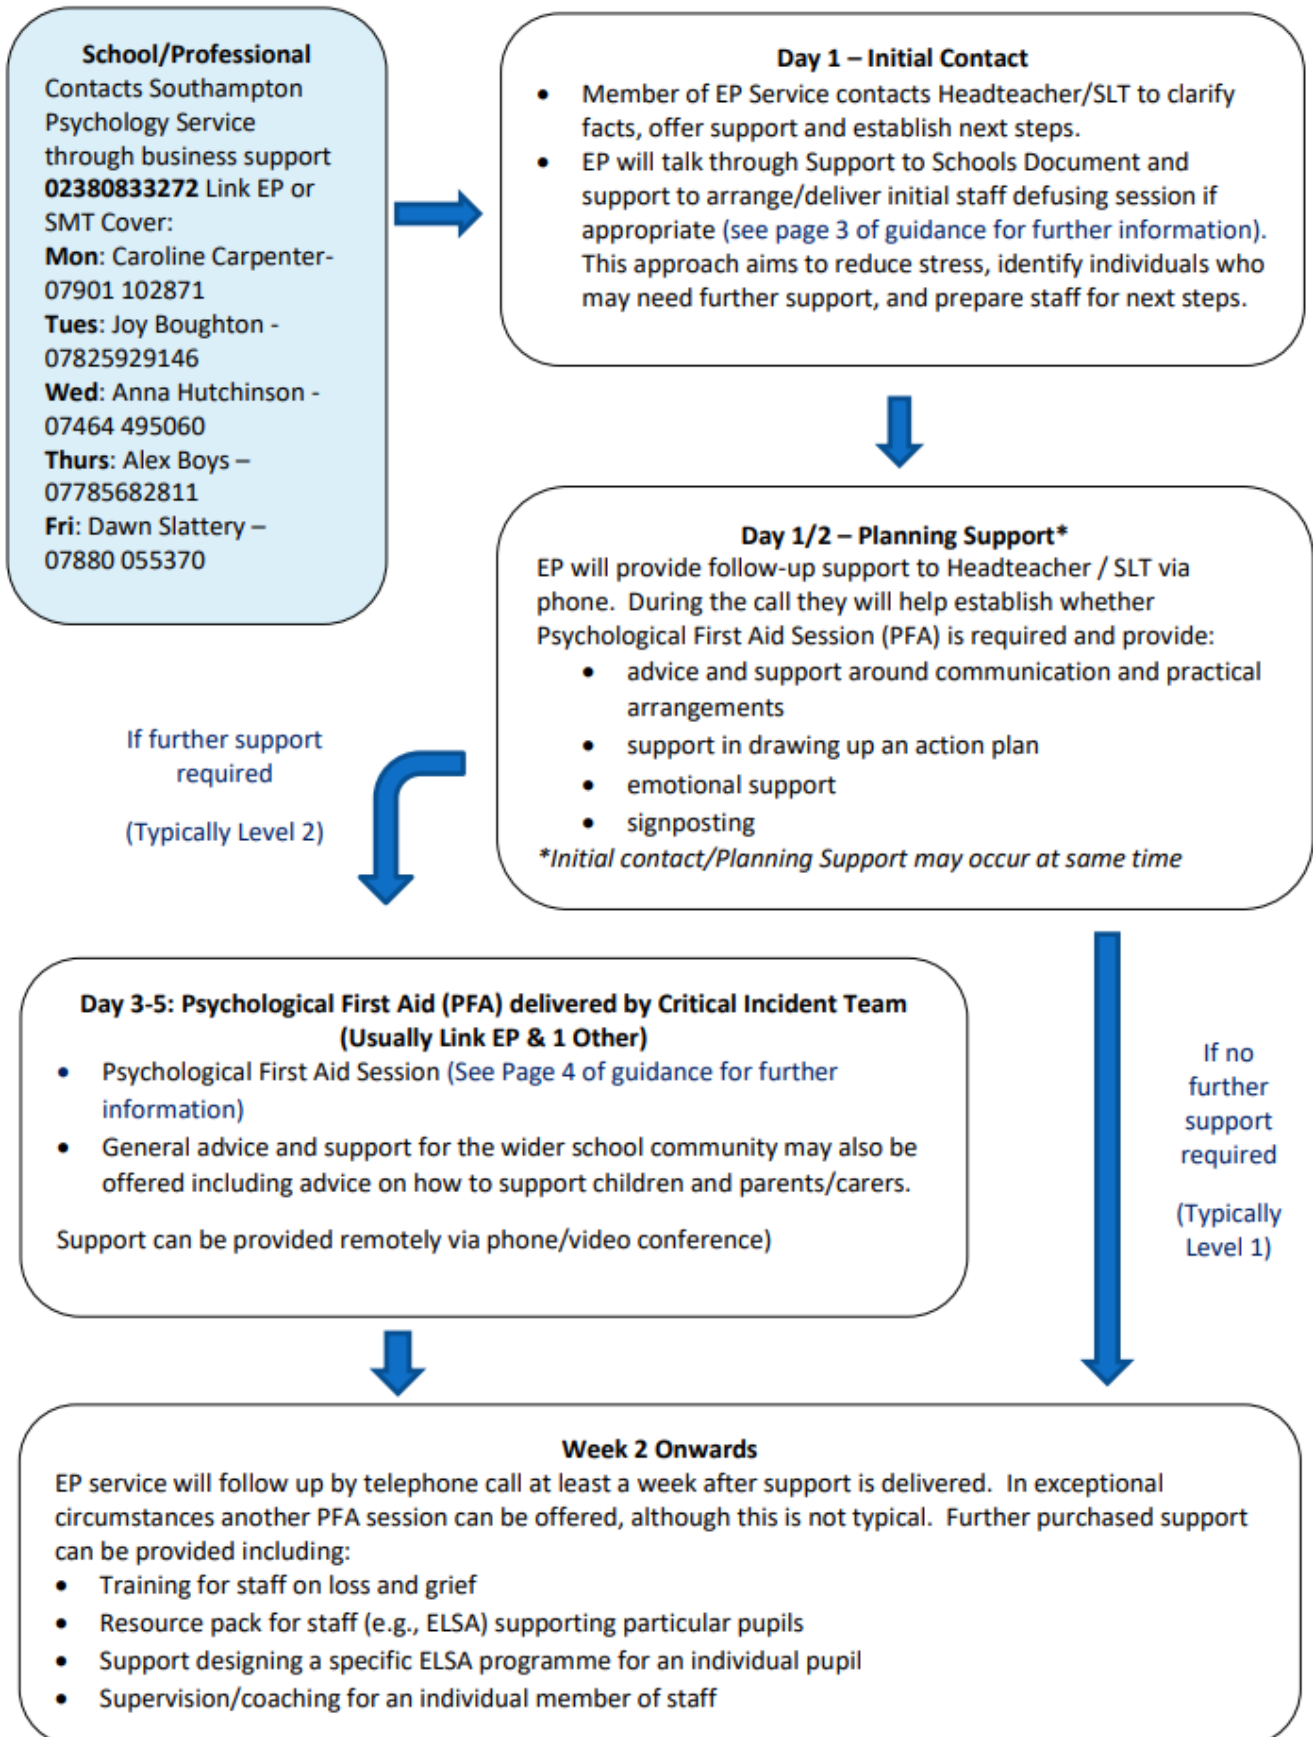 School/Professional
Contacts Southampton
Psychology Service
through business support
02380833272 Link EP or
SMT Cover:
Mon: Caroline Carpenter-
07901 102871
Tues: Joy Boughton -
07825929146
Wed: Anna Hutchinson -
07464 495060
Thurs: Alex Boys –
07785682811
Fri: Dawn Slattery –
07880 055370
Day 1 – Initial Contact
• Member of EP Service contacts Headteacher/SLT to clarify
facts, offer support and establish next steps.
• EP will talk through Support to Schools Document and
support to arrange/deliver initial staff defusing session if
appropriate (see page 3 of guidance for further information).
This approach aims to reduce stress, identify individuals who
may need further support, and prepare staff for next steps.
Day 1/2 – Planning Support*
EP will provide follow-up support to Headteacher / SLT via
phone. During the call they will help establish whether
Psychological First Aid Session (PFA) is required and provide:
• advice and support around communication and practical
arrangements
• support in drawing up an action plan
• emotional support
• signposting
*Initial contact/Planning Support may occur at same time
If further support
required
(Typically Level 2)
Day 3-5: Psychological First Aid (PFA) delivered by Critical Incident Team
(Usually Link EP & 1 Other)
• Psychological First Aid Session (See Page 4 of guidance for further
information)
• General advice and support for the wider school community may also be
offered including advice on how to support children and parents/carers.
Support can be provided remotely via phone/video conference)
If no
further
support
required
(Typically
Level 1)
Week 2 Onwards
EP service will follow up by telephone call at least a week after support is delivered. In exceptional
circumstances another PFA session can be offered, although this is not typical. Further purchased support
can be provided including:
• Training for staff on loss and grief
• Resource pack for staff (e.g., ELSA) supporting particular pupils
• Support designing a specific ELSA programme for an individual pupil
• Supervision/coaching for an individual member of staff